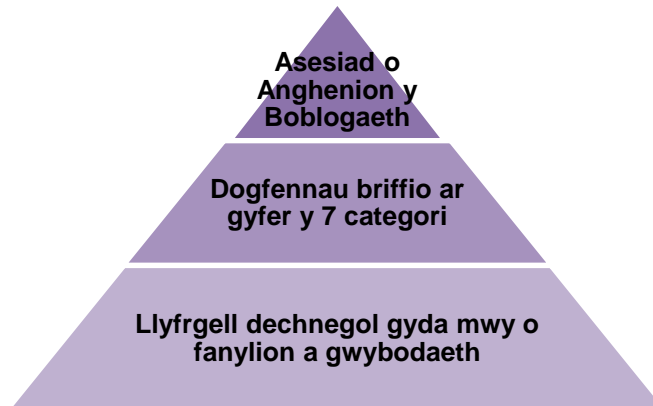 Asesiad o
Anghenion y
Boblogaeth
Dogfennau briffio ar
gyfer y 7 categori
Llyfrgell dechnegol gyda mwy o
fanylion a gwybodaeth